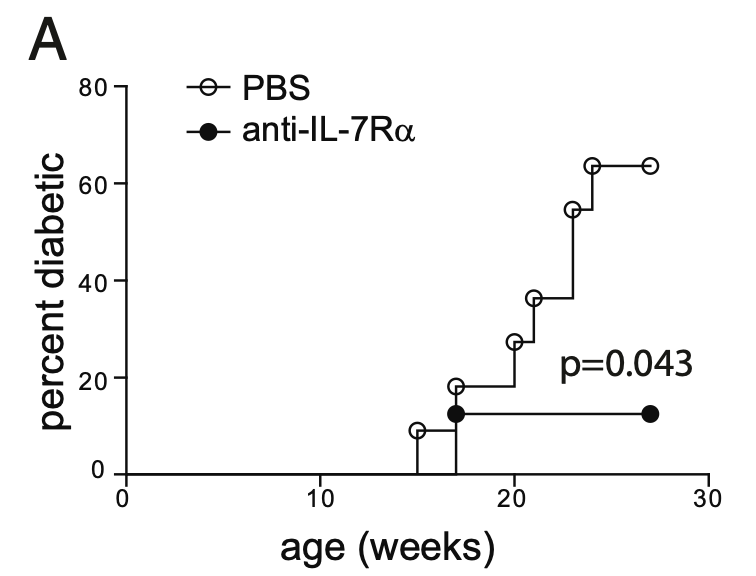 A
PBS
anti-IL-7Rα
percent diabetic
80
60
40
20
0
p=0.043
0 10 20 30
age (weeks)